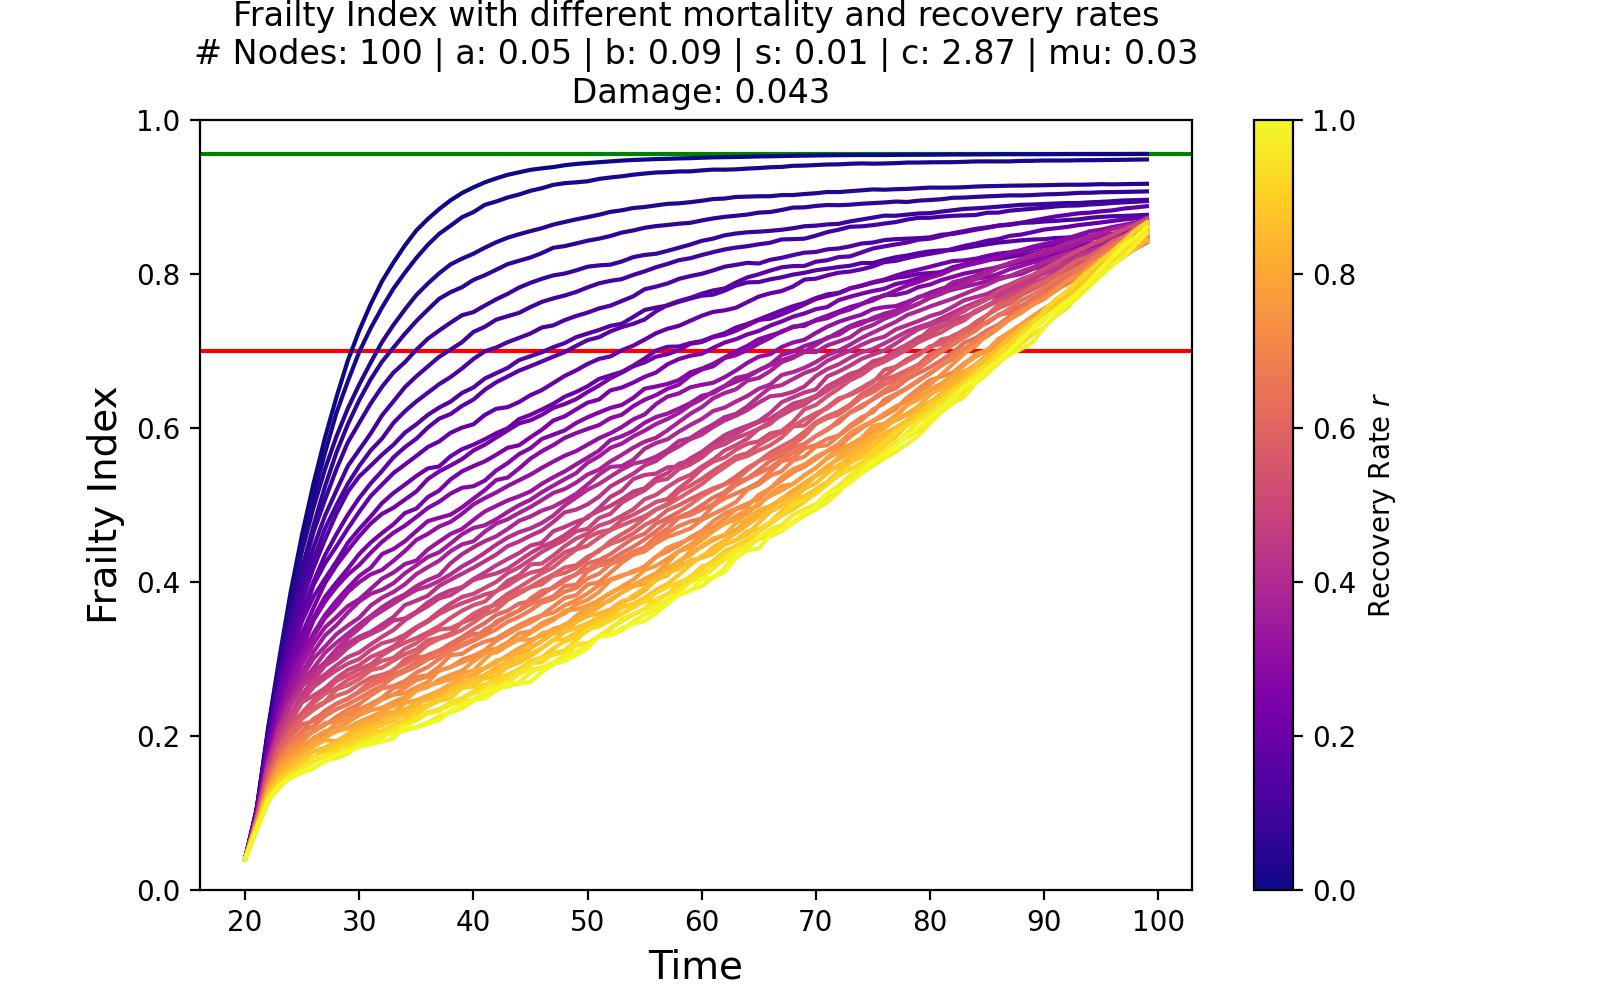 Frailty Index with different mortality and recovery rates
# Nodes: 100 | a: 0.05 | b: 0.09 | s: 0.01 | c: 2.87 | mu: 0.03
Damage: 0.043
Frailty Index
1.0
0.8
0.6
0.4
0.2
0.0
20 30 40 50 60 70 80 90 100
Time
1.0
0.8
0.6
0.4
0.2
0.0
Recovery Rate r